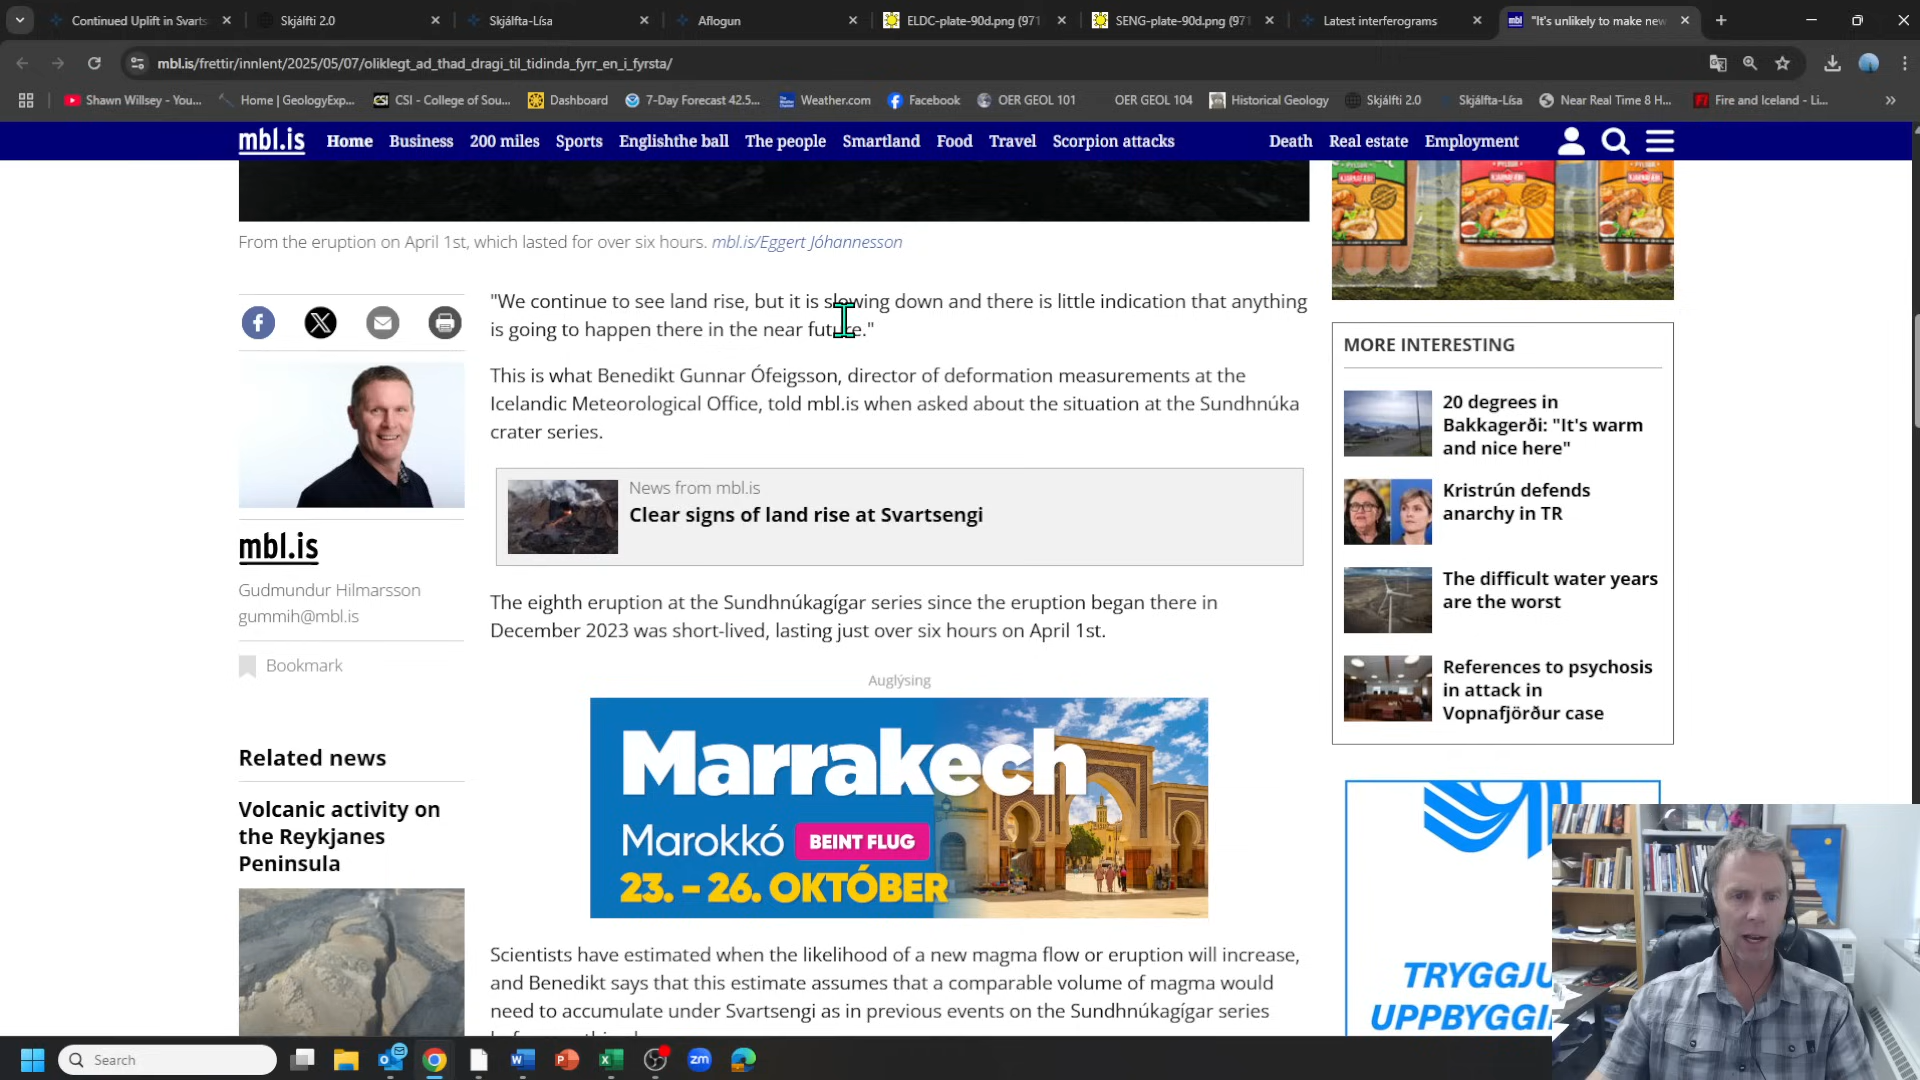 Continued Uplift in Svarts
Skjálfti 2.0
Skjálfta-Lísa
Aflogun
ELDC-plate-90d.png (971
SENG-plate-90d.png (971
Latest interferograms
"It's unlikely to make new
mbl.is/frettir/innlent/2025/05/07/oliklegt_ad_thad_dragi_til_tidinda_fyrr_en_i_fyrsta/
Shawn Willsey - You...
Home | GeologyExp...
CSI - College of Sou...
Dashboard
7-Day Forecast 42.5...
Weather.com
Facebook
OER GEOL 101
OER GEOL 104
Historical Geology
Skjálfti 2.0
Skjálfta-Lísa
Near Real Time 8 H...
Fire and Iceland - Li...
mbl.is Home Business 200 miles Sports Englishthe ball The people Smartland Food Travel Scorpion attacks Death Real estate Employment
From the eruption on April 1st, which lasted for over six hours. mbl.is/Eggert Jóhannesson
"We continue to see land rise, but it is slowing down and there is little indication that anything
is going to happen there in the near future."
This is what Benedikt Gunnar Ófeigsson, director of deformation measurements at the
Icelandic Meteorological Office, told mbl.is when asked about the situation at the Sundhnúka
crater series.
News from mbl.is
Clear signs of land rise at Svartsengi
The eighth eruption at the Sundhnúkagígar series since the eruption began there in
December 2023 was short-lived, lasting just over six hours on April 1st.
Auglýsing
Marrakech
Marokkó BEINT FLUG
23. – 26. OKTÓBER
Scientists have estimated when the likelihood of a new magma flow or eruption will increase,
and Benedikt says that this estimate assumes that a comparable volume of magma would
need to accumulate under Svartsengi as in previous events on the Sundhnúkagígar series
mbl.is
Gudmundur Hilmarsson
gummih@mbl.is
Bookmark
Related news
Volcanic activity on
the Reykjanes
Peninsula
MORE INTERESTING
20 degrees in
Bakkagerði: "It's warm
and nice here"
Kristrún defends
anarchy in TR
The difficult water years
are the worst
References to psychosis
in attack in
Vopnafjörður case
TRYGGJU
UPPBYGGI
Search